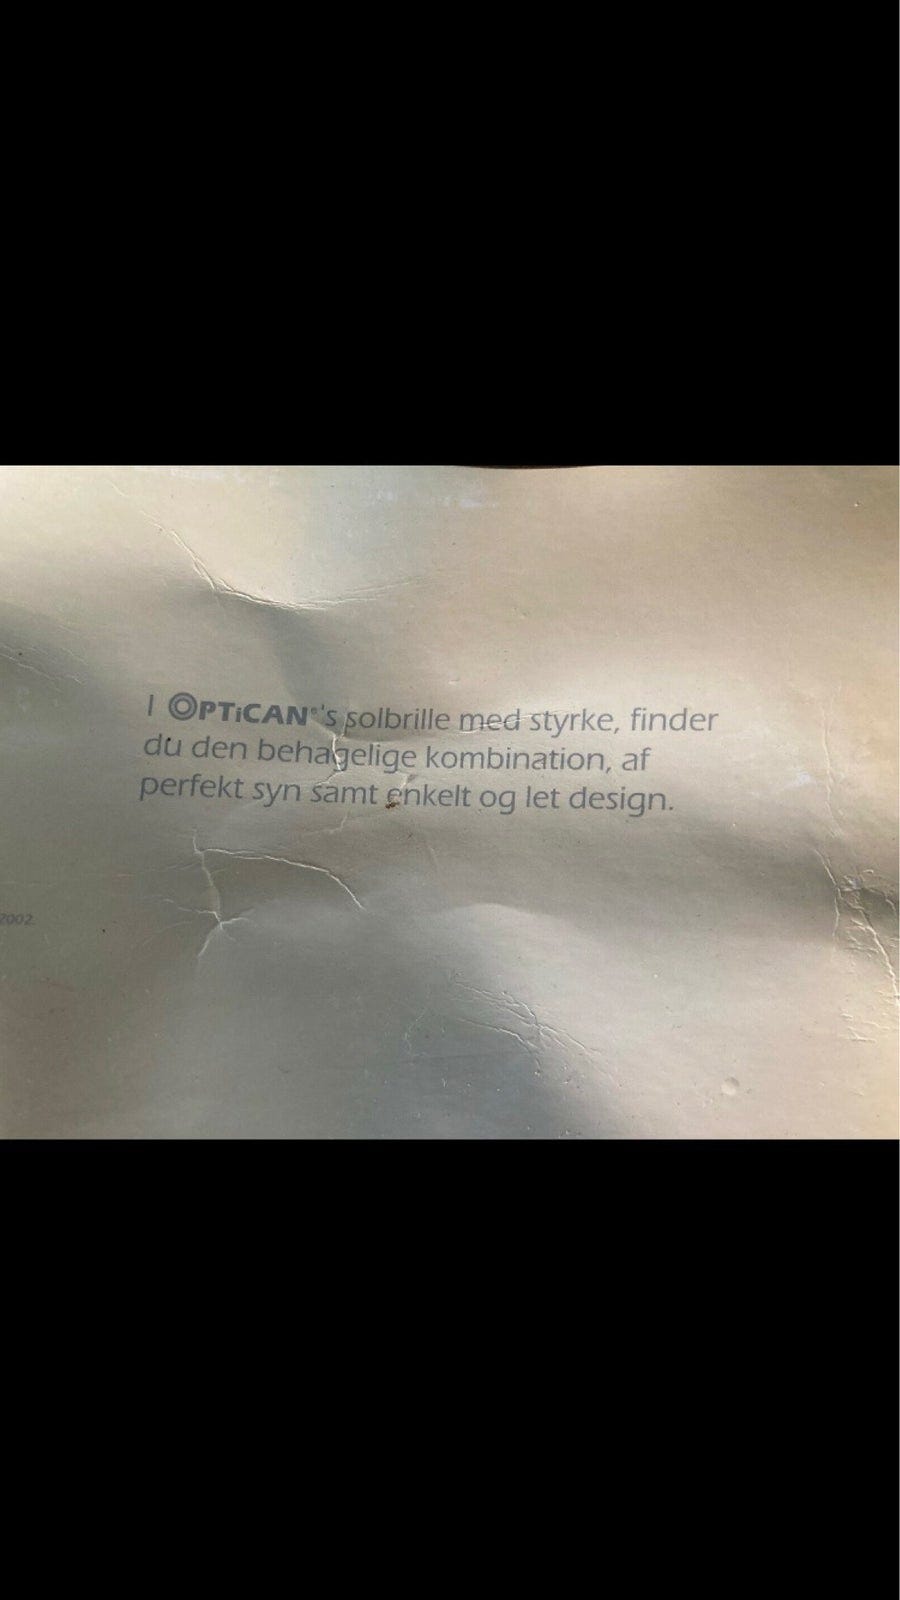 I OPTiCAN®'s solbrille med styrke, finder
du den behagelige kombination, af
perfekt syn samt enkelt og let design.
2002.